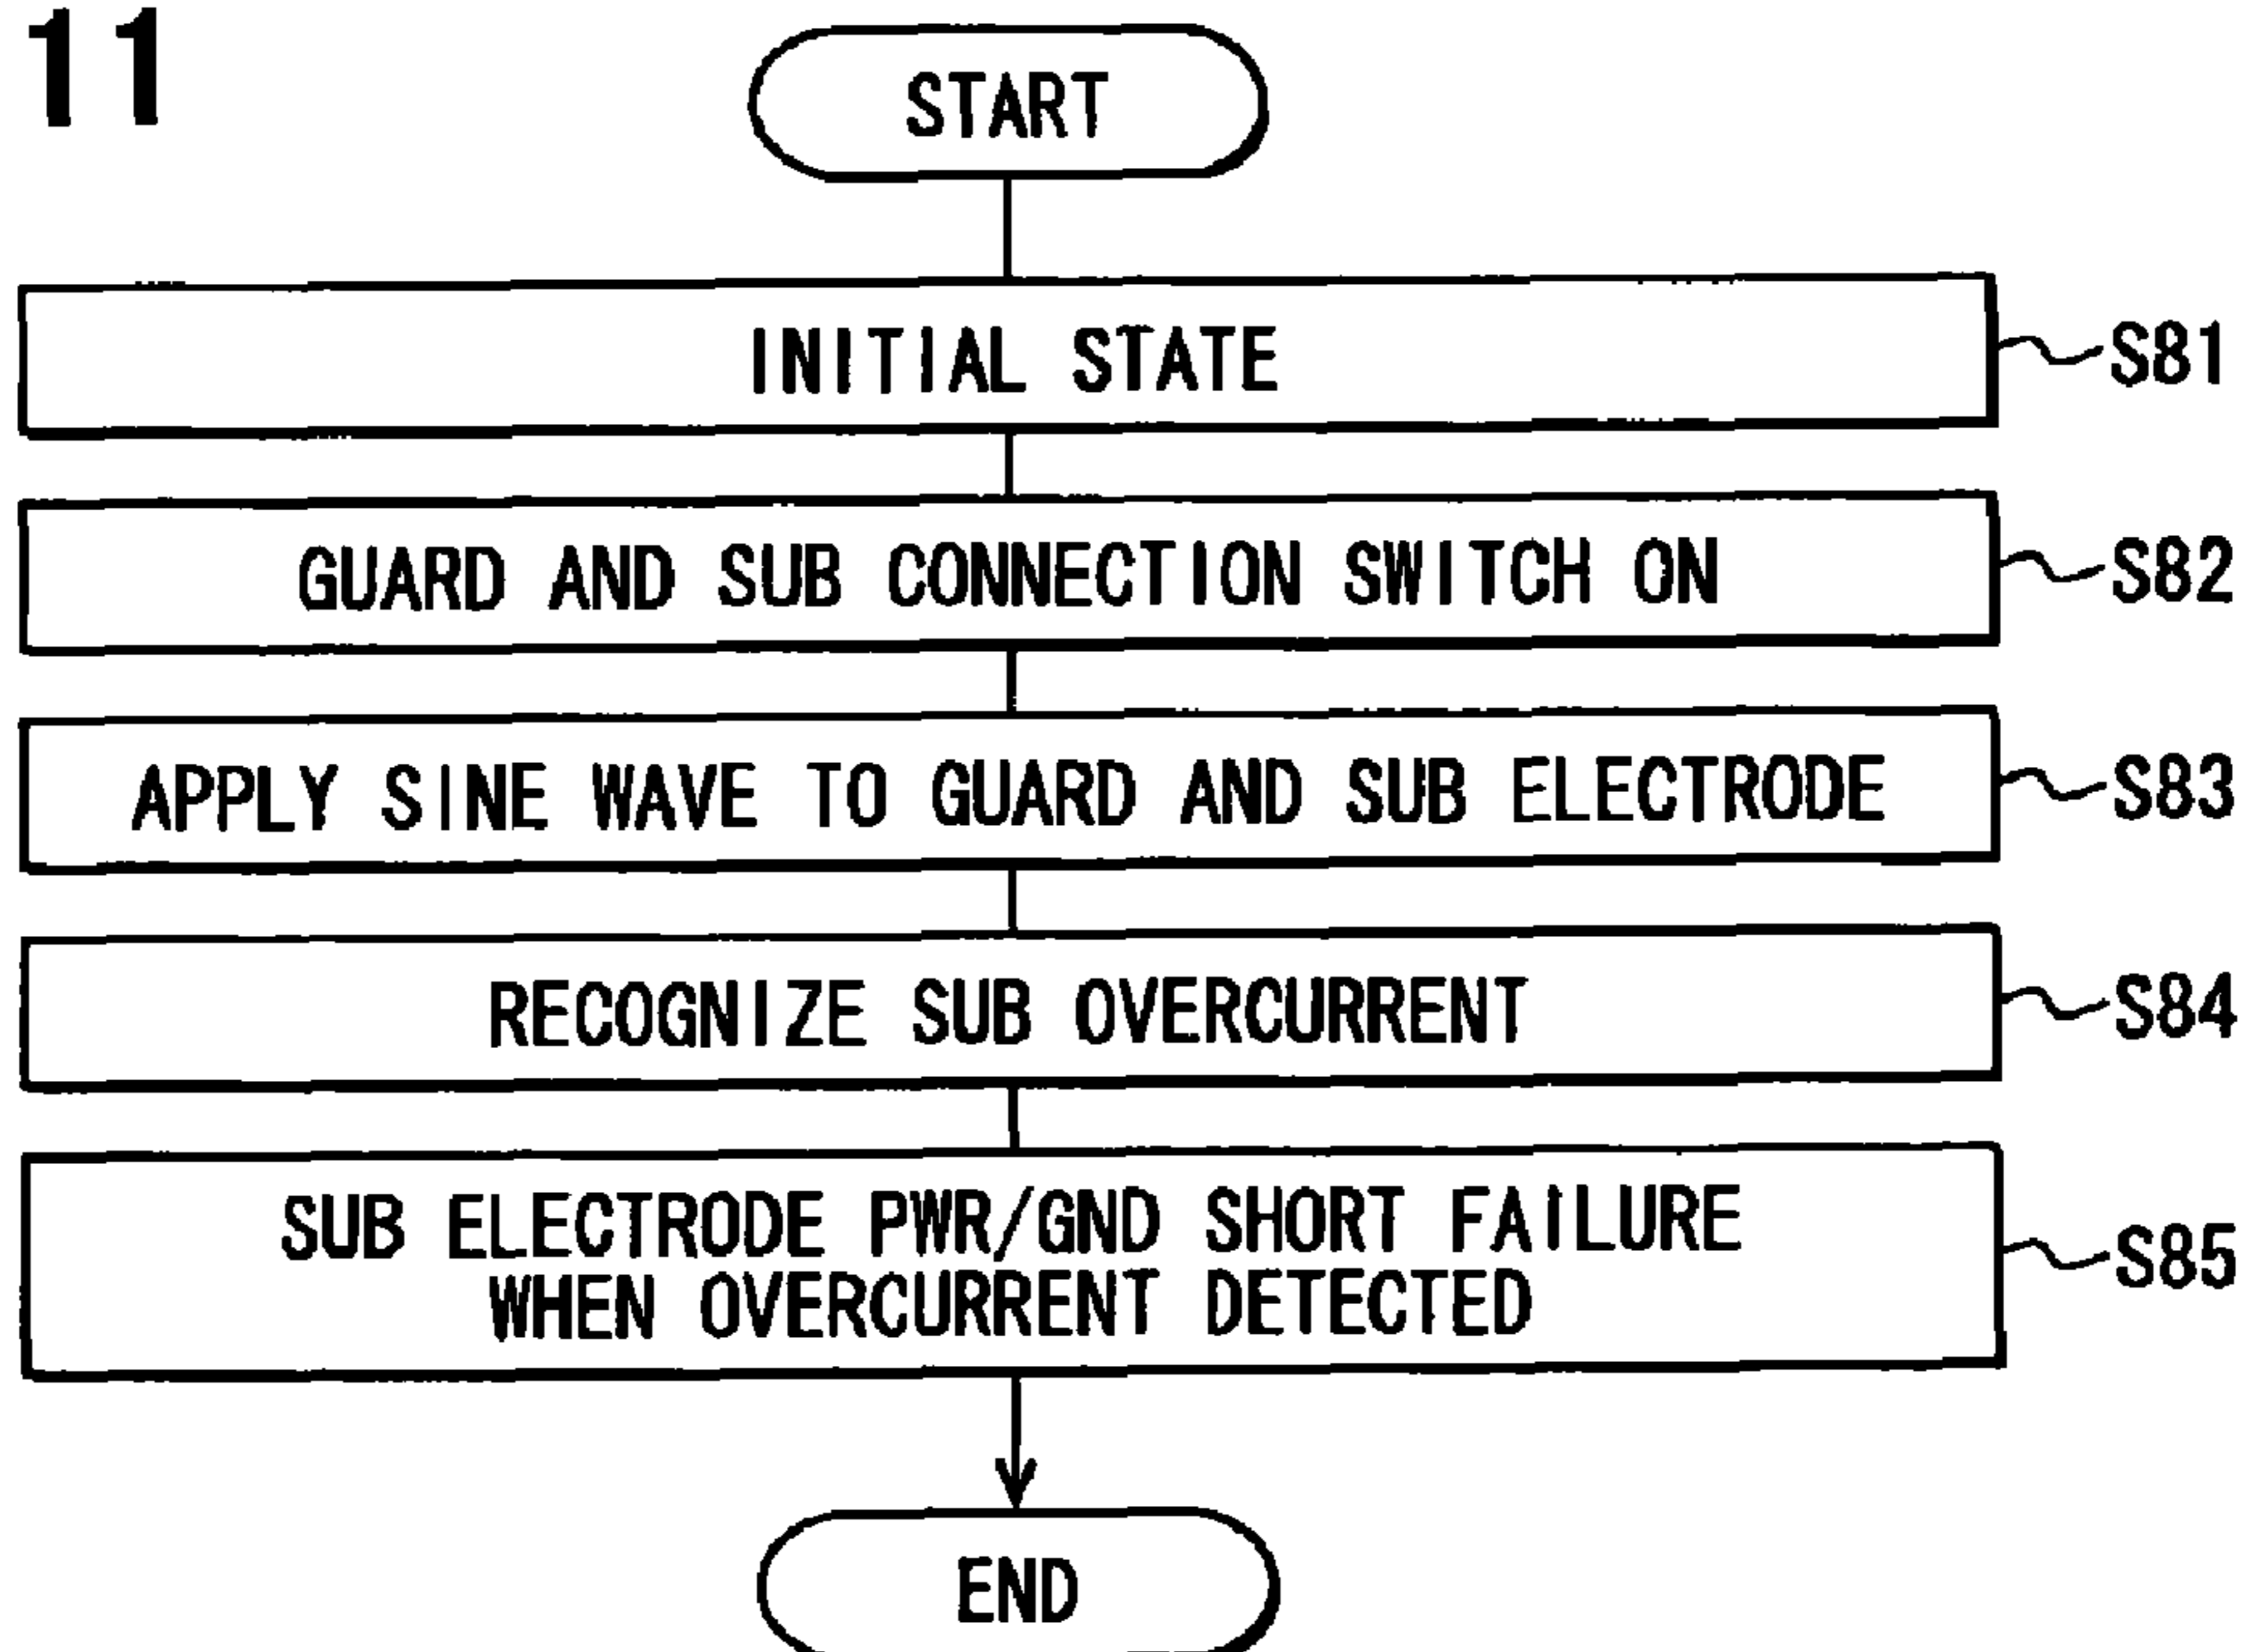 11
START
INITIAL STATE
S81
GUARD AND SUB CONNECTION SWITCH ON
S82
APPLY SINE WAVE TO GUARD AND SUB ELECTRODE
S83
RECOGNIZE SUB OVERCURRENT
S84
SUB ELECTRODE PWR/GND SHORT FAILURE
WHEN OVERCURRENT DETECTED
S85
END